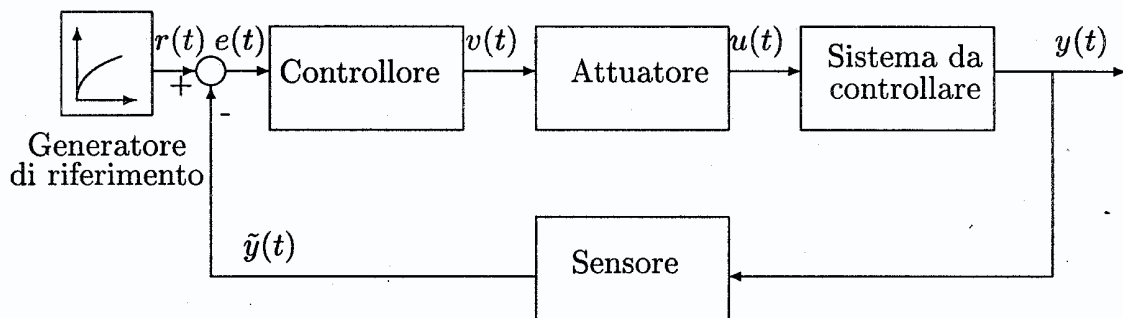 r(t) e(t) v(t) u(t) y(t)
+
-
Controllore
Attuatore
Sistema da
controllare
Generatore
di riferimento
ỹ(t)
Sensore